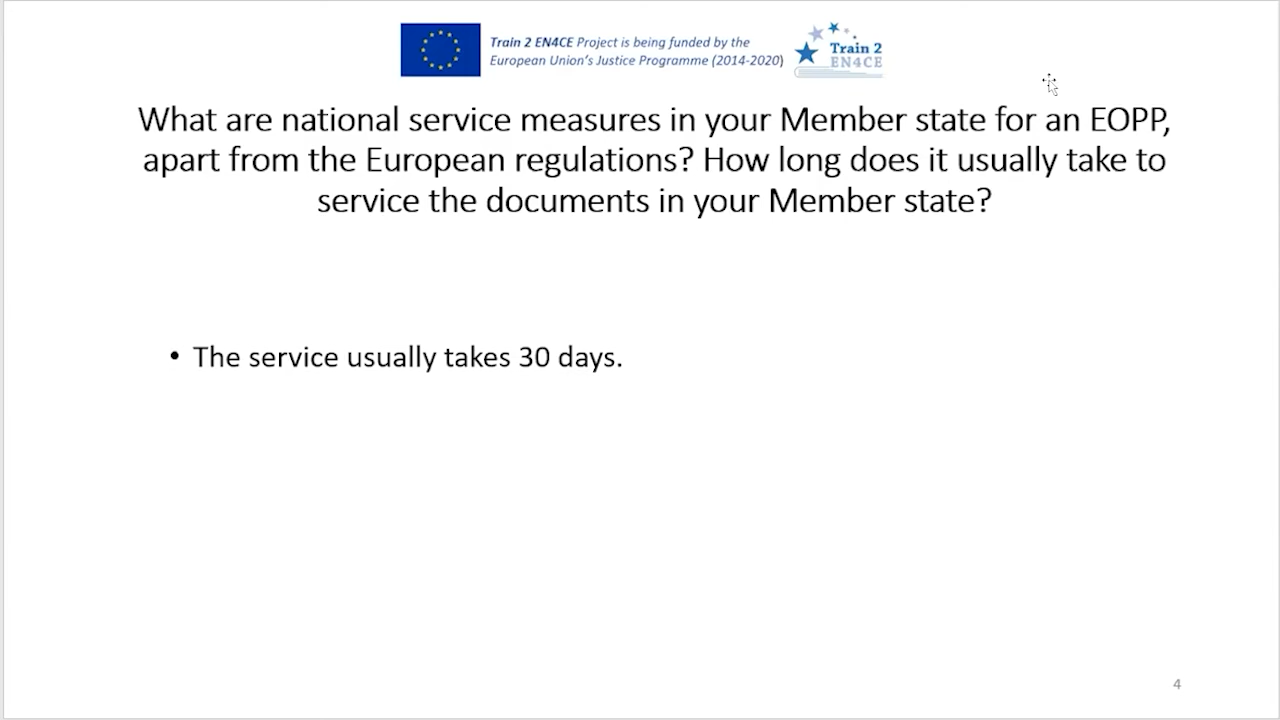 Train 2 EN4CE Project is being funded by the
European Union's Justice Programme (2014-2020)
Train 2
EN4CE
What are national service measures in your Member state for an EOPP,
apart from the European regulations? How long does it usually take to
service the documents in your Member state?
• The service usually takes 30 days.
4